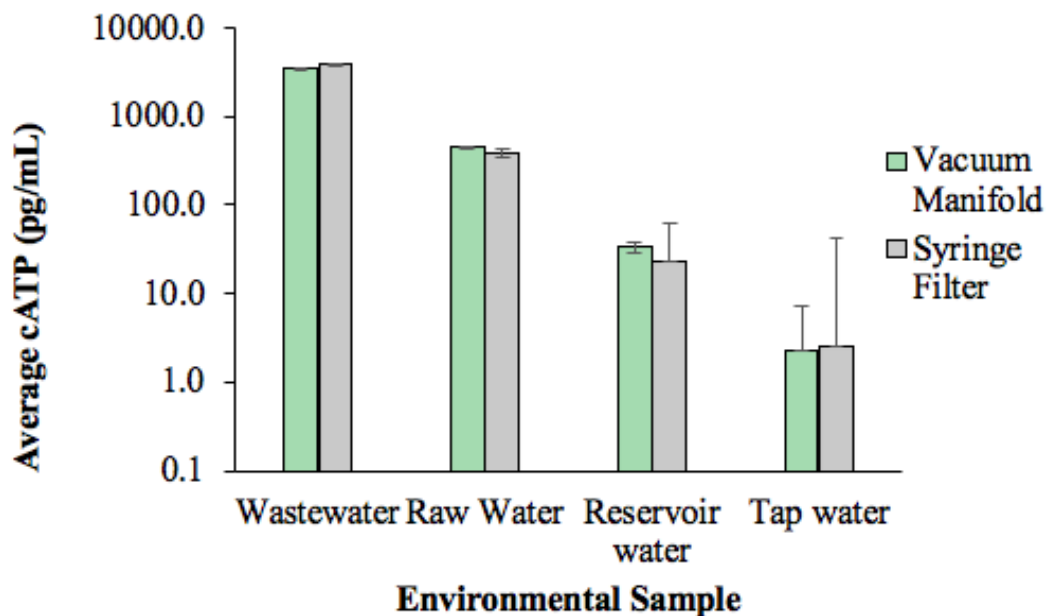 Average cATP (pg/mL)
10000.0
1000.0
100.0
10.0
1.0
0.1
Wastewater
Raw Water
Reservoir
water
Tap water
Environmental Sample
Vacuum
Manifold
Syringe
Filter